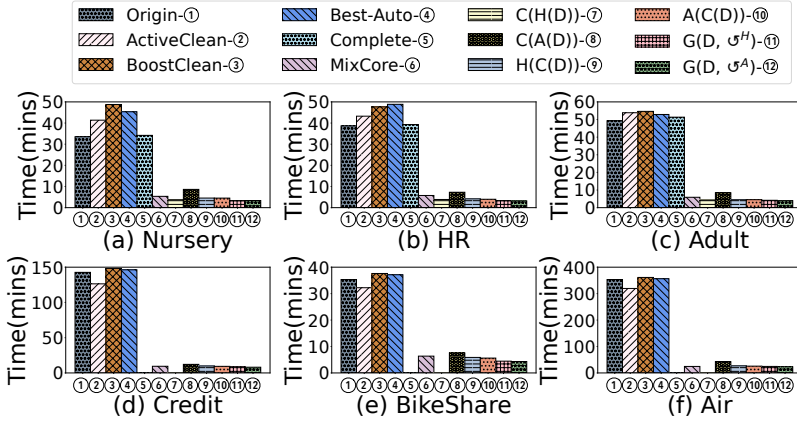 Origin-① Best-Auto-④ C(H(D))-⑦ A(C(D))-⑩
ActiveClean-② Complete-⑤ C(A(D))-⑧ G(D, ↺ᴴ)-⑪
BoostClean-③ MixCore-⑥ H(C(D))-⑨ G(D, ↺ᴬ)-⑫
Time(mins) 50 40 30 20 10 0
①②③④⑤⑥⑦⑧⑨⑩⑪⑫
(a) Nursery
Time(mins) 50 40 30 20 10 0
①②③④⑤⑥⑦⑧⑨⑩⑪⑫
(b) HR
Time(mins) 60 50 40 30 20 10 0
①②③④⑤⑥⑦⑧⑨⑩⑪⑫
(c) Adult
Time(mins) 150 100 50 0
①②③④⑤⑥⑦⑧⑨⑩⑪⑫
(d) Credit
Time(mins) 40 30 20 10 0
①②③④⑤⑥⑦⑧⑨⑩⑪⑫
(e) BikeShare
Time(mins) 400 300 200 100 0
①②③④⑤⑥⑦⑧⑨⑩⑪⑫
(f) Air